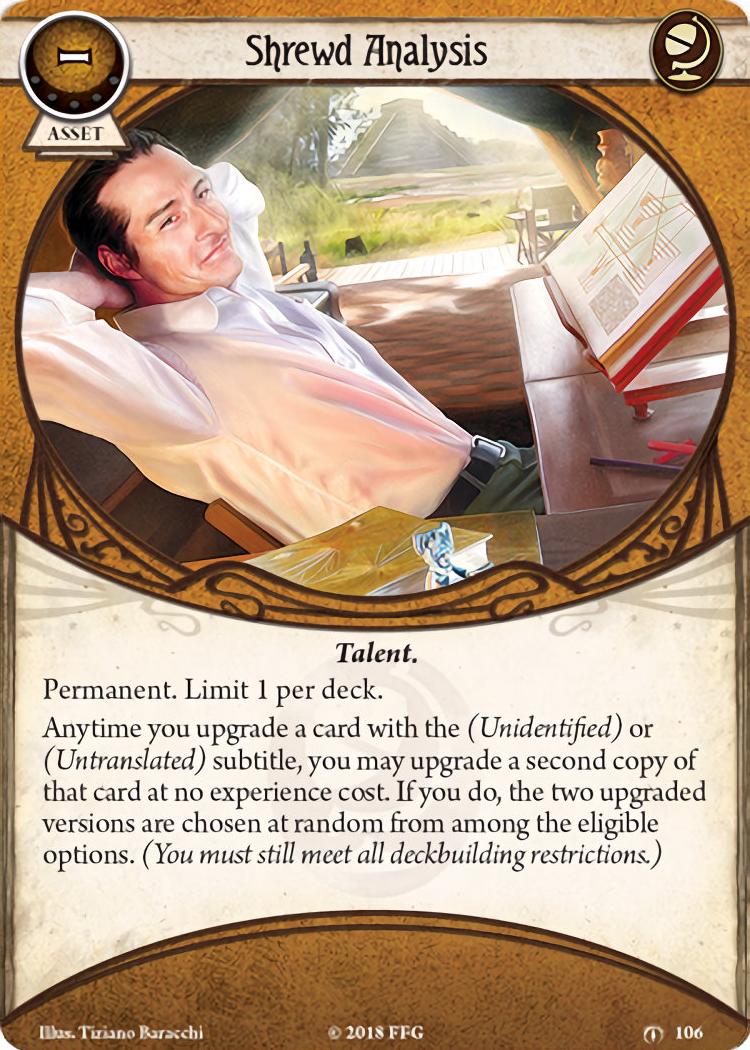 Shrewd Analysis
–
ASSET
Talent.
Permanent. Limit 1 per deck.
Anytime you upgrade a card with the (Unidentified) or
(Untranslated) subtitle, you may upgrade a second copy of
that card at no experience cost. If you do, the two upgraded
versions are chosen at random from among the eligible
options. (You must still meet all deckbuilding restrictions.)
Illus. Tiziano Baracchi
© 2018 FFG
106